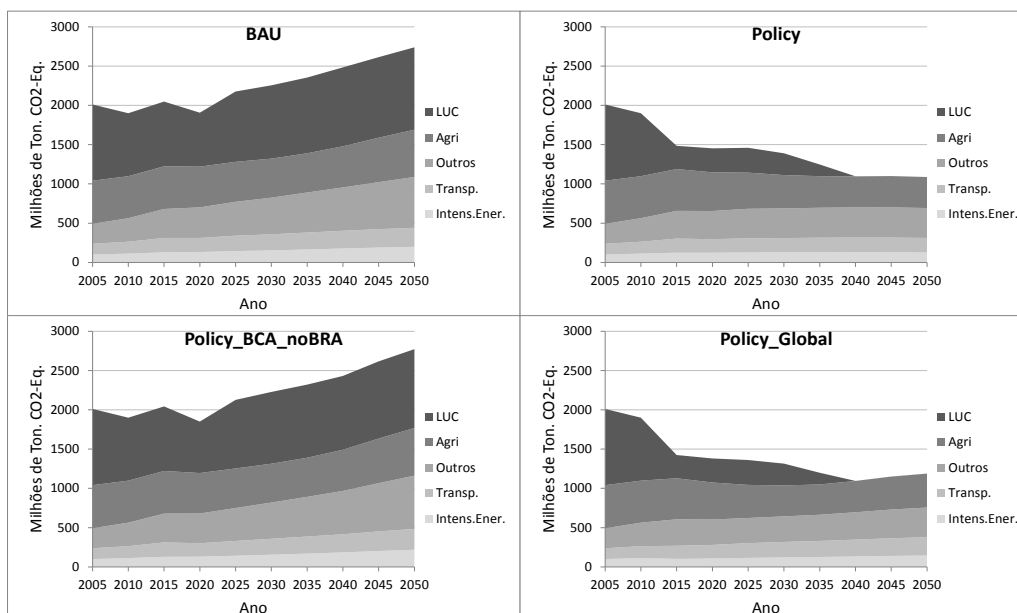 BAU
Milhões de Ton. CO2-Eq.
3000
2500
2000
1500
1000
500
0
2005 2010 2015 2020 2025 2030 2035 2040 2045 2050
Ano
LUC
Agri
Outros
Transp.
Intens.Ener.
Policy
Milhões de Ton. CO2-Eq.
3000
2500
2000
1500
1000
500
0
2005 2010 2015 2020 2025 2030 2035 2040 2045 2050
Ano
LUC
Agri
Outros
Transp.
Intens.Ener.
Policy_BCA_noBRA
Milhões de Ton. CO2-Eq.
3000
2500
2000
1500
1000
500
0
2005 2010 2015 2020 2025 2030 2035 2040 2045 2050
Ano
LUC
Agri
Outros
Transp.
Intens.Ener.
Policy_Global
Milhões de Ton. CO2-Eq.
3000
2500
2000
1500
1000
500
0
2005 2010 2015 2020 2025 2030 2035 2040 2045 2050
Ano
LUC
Agri
Outros
Transp.
Intens.Ener.